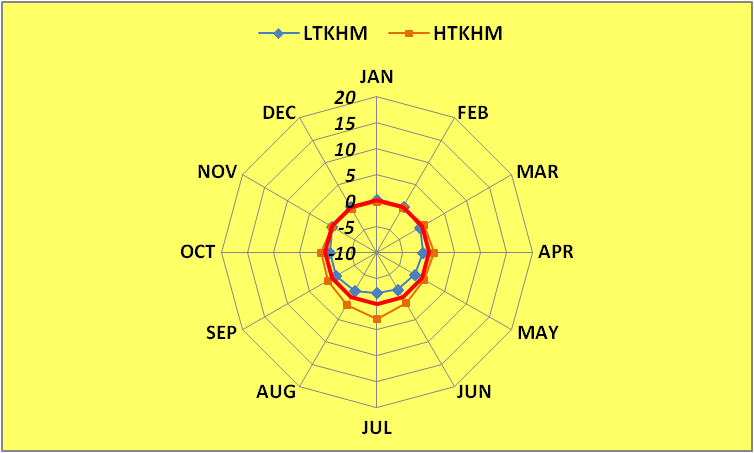 LTKHM HTKHM
JAN
FEB
MAR
APR
MAY
JUN
JUL
AUG
SEP
OCT
NOV
DEC
20
15
10
5
0
-5
-10